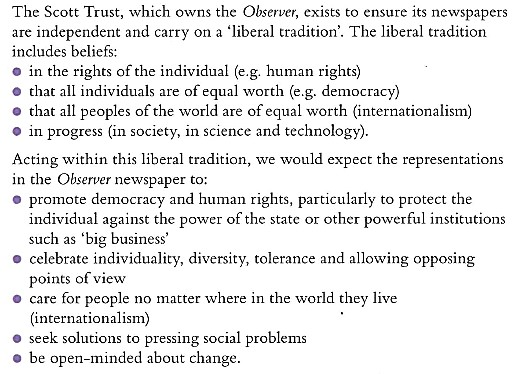 The Scott Trust, which owns the Observer, exists to ensure its newspapers
are independent and carry on a ‘liberal tradition’. The liberal tradition
includes beliefs:
● in the rights of the individual (e.g. human rights)
● that all individuals are of equal worth (e.g. democracy)
● that all peoples of the world are of equal worth (internationalism)
● in progress (in society, in science and technology).
Acting within this liberal tradition, we would expect the representations
in the Observer newspaper to:
● promote democracy and human rights, particularly to protect the
individual against the power of the state or other powerful institutions
such as ‘big business’
● celebrate individuality, diversity, tolerance and allowing opposing
points of view
● care for people no matter where in the world they live
(internationalism)
● seek solutions to pressing social problems
● be open-minded about change.